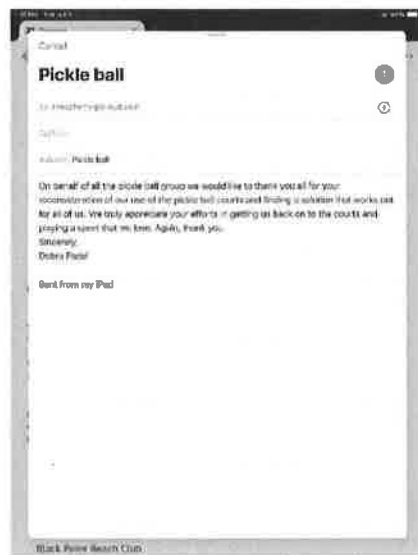 Cancel
Pickle ball
To:
Subject: Pickle ball
On behalf of all the pickle ball group we would like to thank you all for your
reconsideration of our use of the pickle ball courts and finding a solution that works out
for all of us. We truly appreciate your efforts in getting us back on to the courts and
playing a sport that we love. Again, thank you.
Sincerely,
Debra
Sent from my iPad
Black Point Beach Club